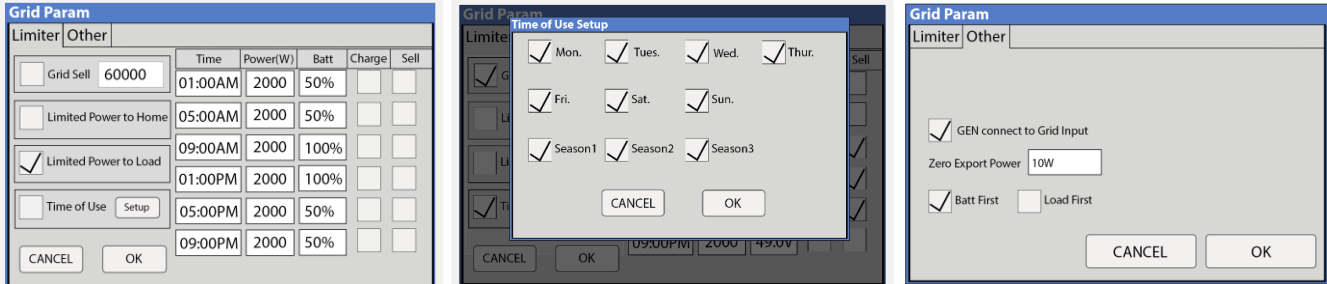 Grid Param
Limiter Other
Time Power(W) Batt Charge Sell
Grid Sell 60000
01:00AM 2000 50%
Limited Power to Home 05:00AM 2000 50%
09:00AM 2000 100%
Limited Power to Load
01:00PM 2000 100%
Time of Use Setup 05:00PM 2000 50%
09:00PM 2000 50%
CANCEL OK
Grid Param
Time of Use Setup
Limite
Sell
Mon. Tues. Wed. Thur.
G
Li
Fri. Sat. Sun.
Li
Season1 Season2 Season3
Ti
CANCEL OK
09:00PM 2000 49.0V
CANCEL OK
Grid Param
Limiter Other
GEN connect to Grid Input
Zero Export Power 10W
Batt First Load First
CANCEL OK